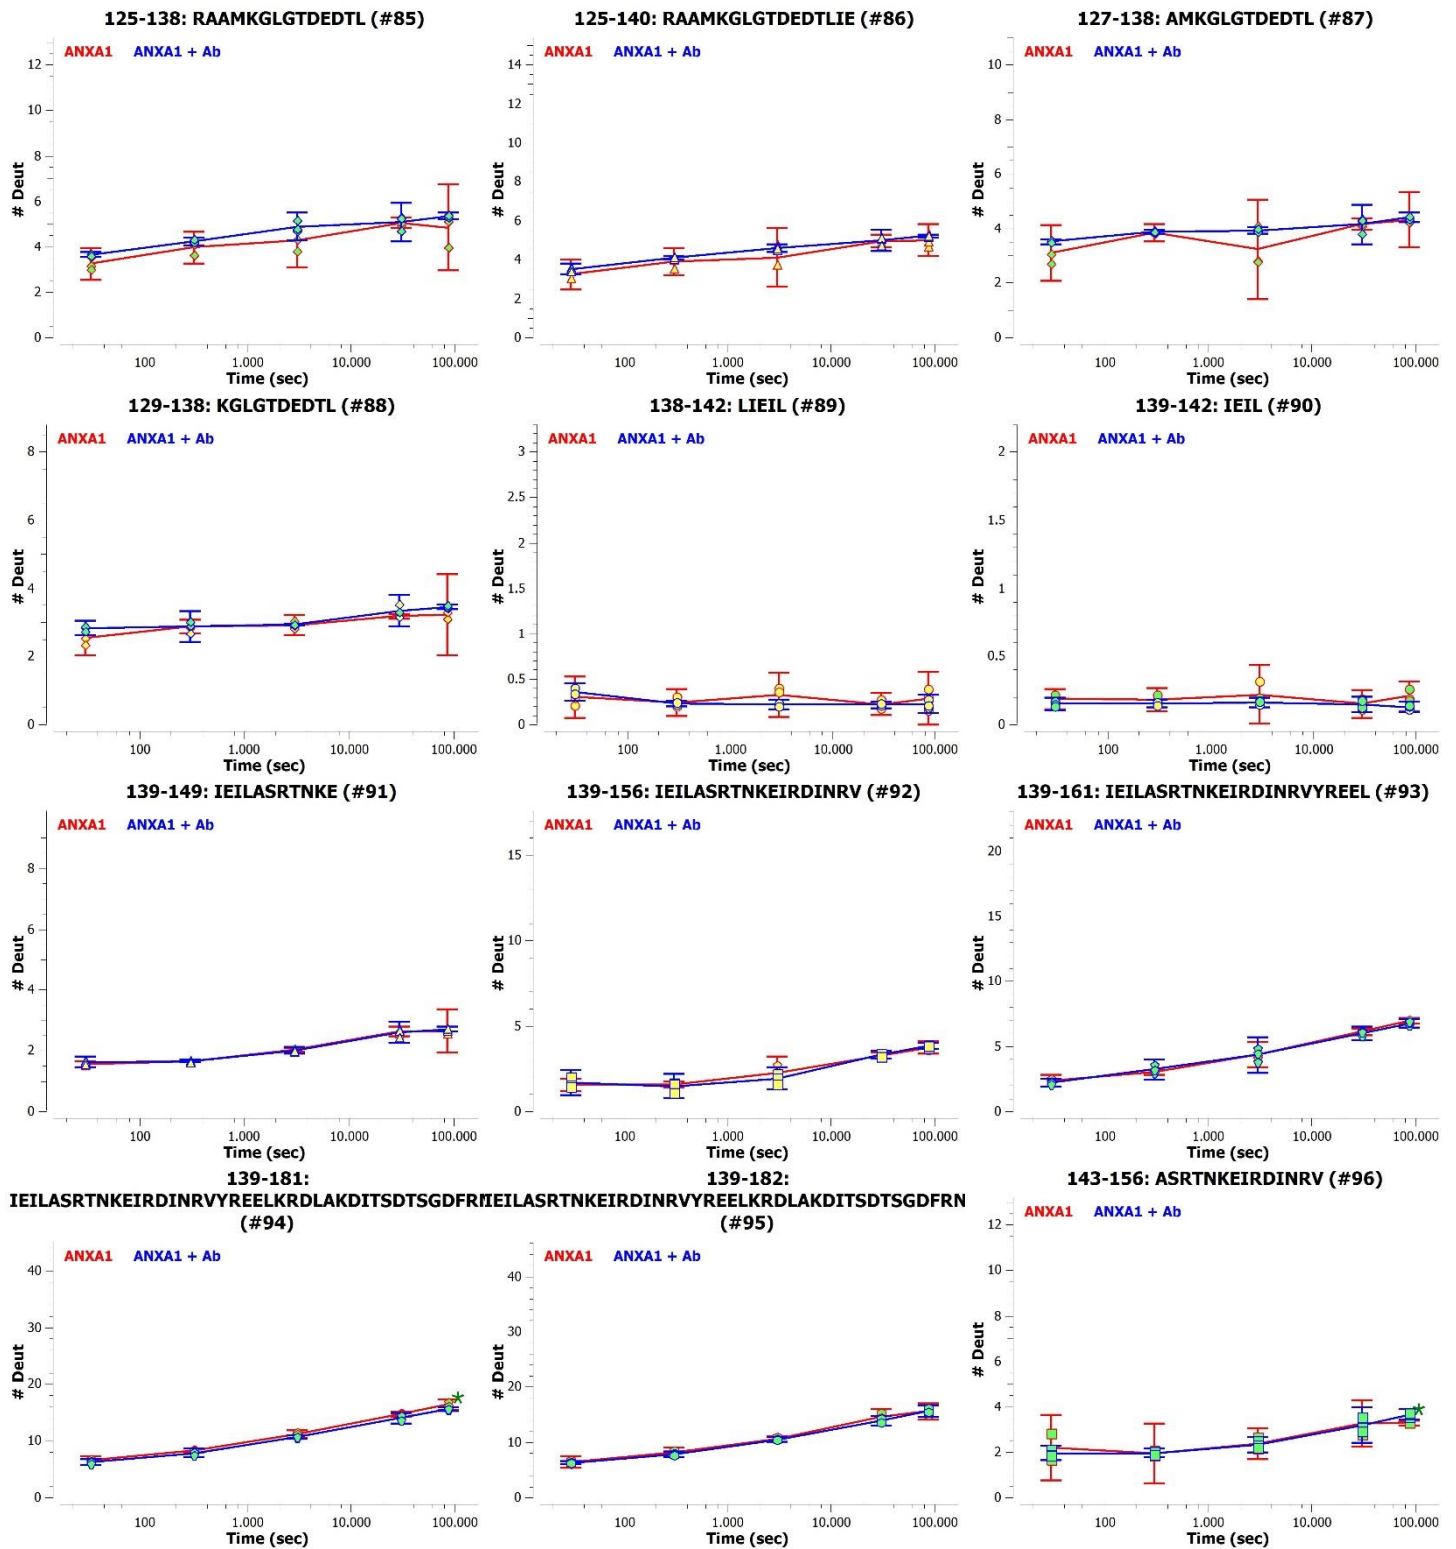 125-138: RAAMKGLGTDEDTL (#85)
ANXA1 ANXA1 + Ab
# Deut
12
10
8
6
4
2
0
100 1.000 10.000 100.000
Time (sec)
125-140: RAAMKGLGTDEDTLIE (#86)
ANXA1 ANXA1 + Ab
# Deut
14
12
10
8
6
4
2
0
100 1.000 10.000 100.000
Time (sec)
127-138: AMKGLGTDEDTL (#87)
ANXA1 ANXA1 + Ab
# Deut
10
8
6
4
2
0
100 1.000 10.000 100.000
Time (sec)
129-138: KGLGTDEDTL (#88)
ANXA1 ANXA1 + Ab
# Deut
8
6
4
2
0
100 1.000 10.000 100.000
Time (sec)
138-142: LIEIL (#89)
ANXA1 ANXA1 + Ab
# Deut
3
2.5
2
1.5
1
0.5
0
100 1.000 10.000 100.000
Time (sec)
139-142: IEIL (#90)
ANXA1 ANXA1 + Ab
# Deut
2
1.5
1
0.5
0
100 1.000 10.000 100.000
Time (sec)
139-149: IEILASRTNKE (#91)
ANXA1 ANXA1 + Ab
# Deut
8
6
4
2
0
100 1.000 10.000 100.000
Time (sec)
139-156: IEILASRTNKEIRDINRV (#92)
ANXA1 ANXA1 + Ab
# Deut
15
10
5
0
100 1.000 10.000 100.000
Time (sec)
139-161: IEILASRTNKEIRDINRVYREEL (#93)
ANXA1 ANXA1 + Ab
# Deut
20
15
10
5
0
100 1.000 10.000 100.000
Time (sec)
139-181:
IEILASRTNKEIRDINRVYREELKRDLAKDITSDTSGDFRN
(#94)
ANXA1 ANXA1 + Ab
# Deut
40
30
20
10
0
100 1.000 10.000 100.000
Time (sec)
139-182:
IEILASRTNKEIRDINRVYREELKRDLAKDITSDTSGDFRN
(#95)
ANXA1 ANXA1 + Ab
# Deut
40
30
20
10
0
100 1.000 10.000 100.000
Time (sec)
143-156: ASRTNKEIRDINRV (#96)
ANXA1 ANXA1 + Ab
# Deut
12
10
8
6
4
2
0
100 1.000 10.000 100.000
Time (sec)